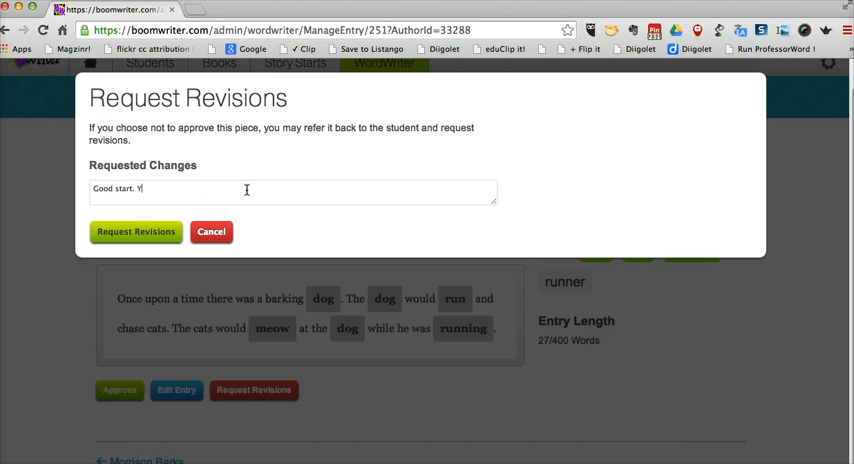 https://boomwriter.com/a
https://boomwriter.com/admin/wordwriter/ManageEntry/251?AuthorId=33288
Apps Magzinr! flickr cc attribution Google ✓ Clip Save to Listango Diigolet eduClip it! + Flip it Diigolet Diigolet Run ProfessorWord !
Students Books Story Starts WordWriter
Request Revisions
If you choose not to approve this piece, you may refer it back to the student and request
revisions.
Requested Changes
Good start. Y
Request Revisions Cancel
runner
Once upon a time there was a barking dog . The dog would run and
chase cats. The cats would meow at the dog while he was running .
Entry Length
27/400 Words
Approve Edit Entry Request Revisions
← Morrison Barks